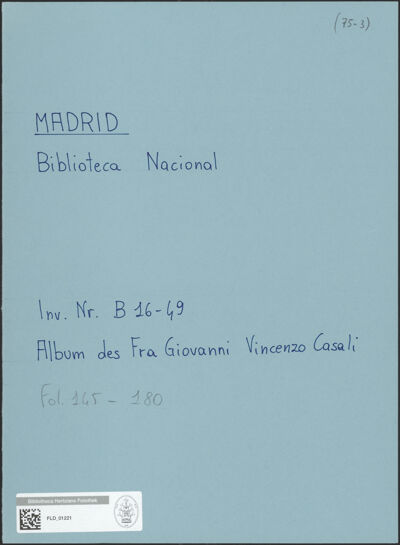 (75-3)
MADRID
Biblioteca Nacional
Inv. Nr. B 16-49
Album des Fra Giovanni Vincenzo Casali
Fol. 145 - 180
Bibliotheca Hertziana Fotothek
FLD_01221